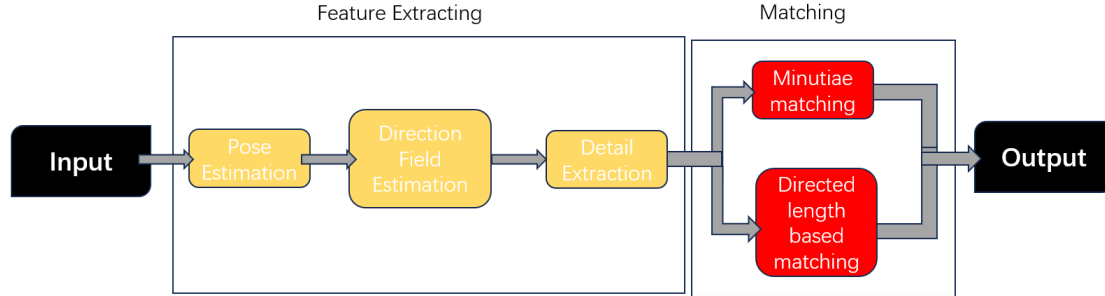 Feature Extracting
Matching
Input
Pose
Estimation
Direction
Field
Estimation
Detail
Extraction
Minutiae
matching
Directed
length
based
matching
Output